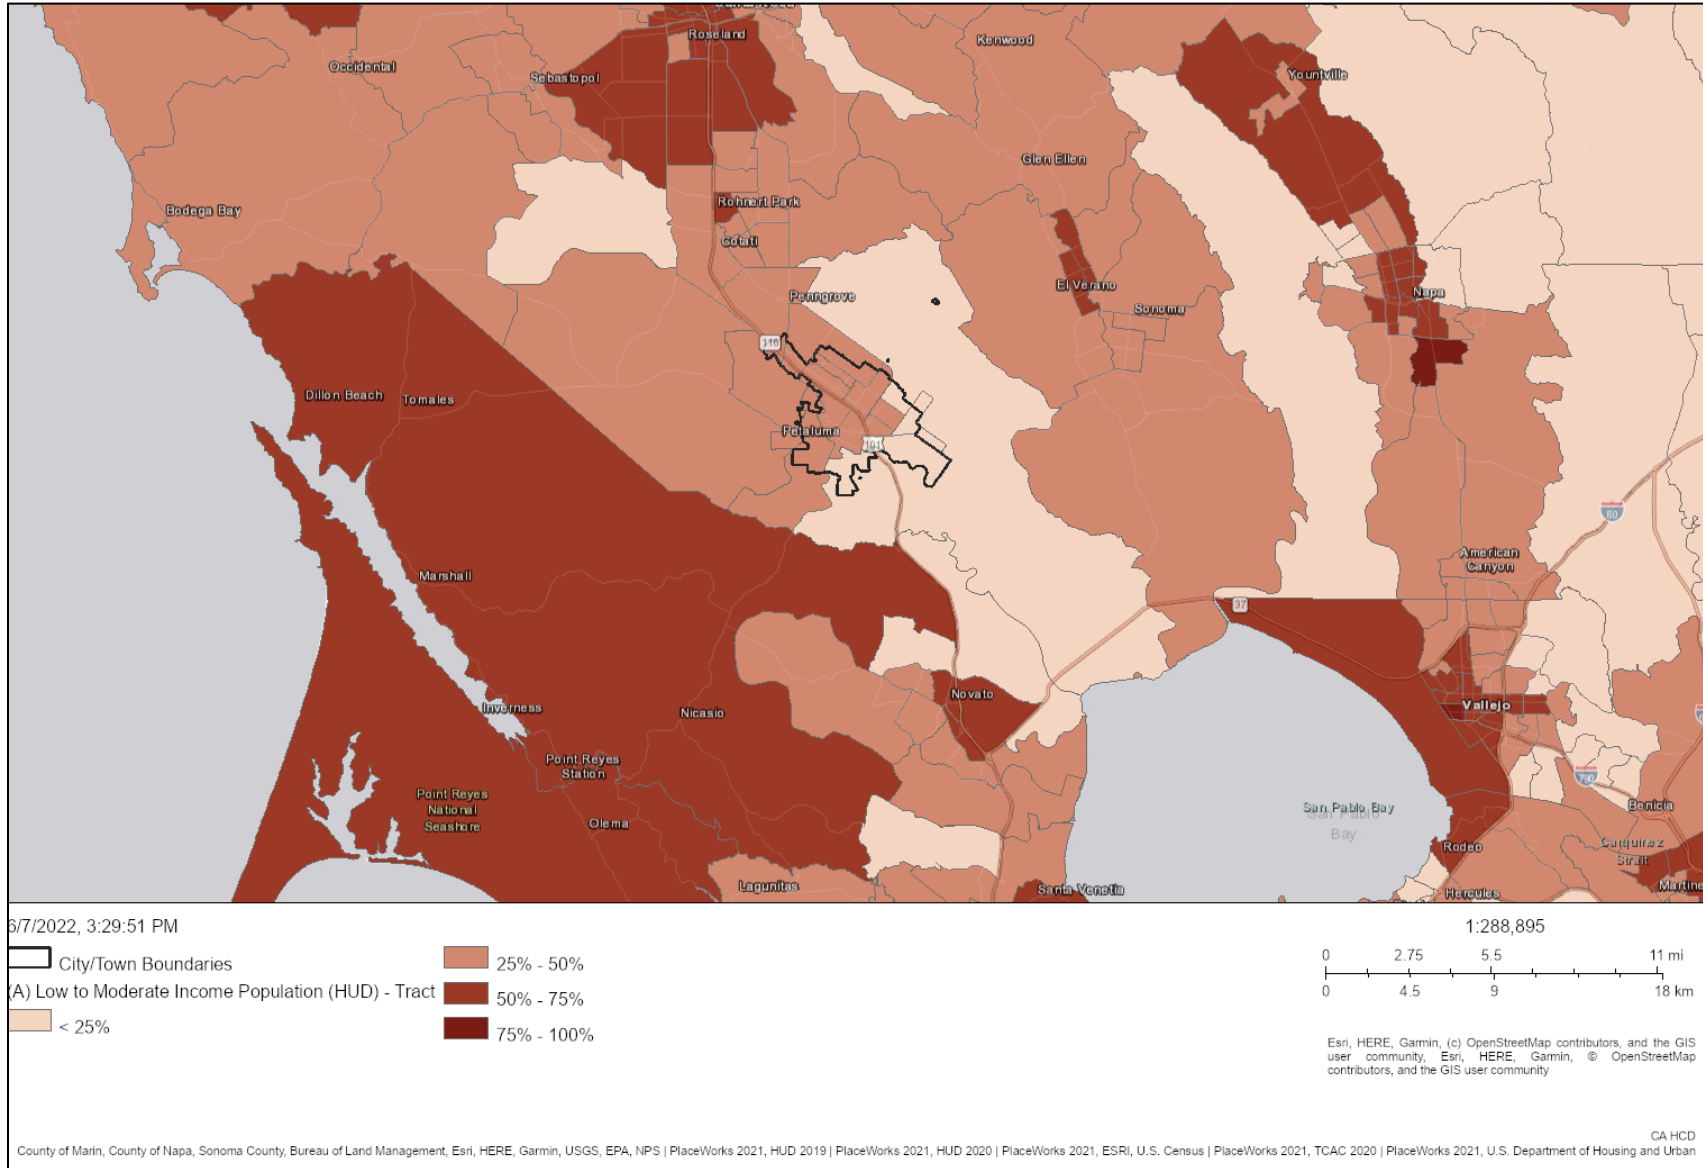 Roseland
Kenwood
Occidental
Sebastopol
Yountville
Glen Ellen
Bodega Bay
Rohnert Park
Cotati
El Verano
Napa
Penngrove
Sonoma
116
Dillon Beach
Tomales
Petaluma
101
80
American
Canyon
Marshall
37
Inverness
Nicasio
Novato
Vallejo
Point Reyes
Station
780
Point Reyes
National
Seashore
Olema
San Pablo Bay
San Pablo
Bay
Benicia
Carquinez
Strait
Rodeo
Lagunitas
Santa Venetia
Hercules
Martine
6/7/2022, 3:29:51 PM
City/Town Boundaries
(A) Low to Moderate Income Population (HUD) - Tract
< 25%
25% - 50%
50% - 75%
75% - 100%
1:288,895
0 2.75 5.5 11 mi
0 4.5 9 18 km
Esri, HERE, Garmin, (c) OpenStreetMap contributors, and the GIS
user community, Esri, HERE, Garmin, © OpenStreetMap
contributors, and the GIS user community
CA HCD
County of Marin, County of Napa, Sonoma County, Bureau of Land Management, Esri, HERE, Garmin, USGS, EPA, NPS | PlaceWorks 2021, HUD 2019 | PlaceWorks 2021, HUD 2020 | PlaceWorks 2021, ESRI, U.S. Census | PlaceWorks 2021, TCAC 2020 | PlaceWorks 2021, U.S. Department of Housing and Urban